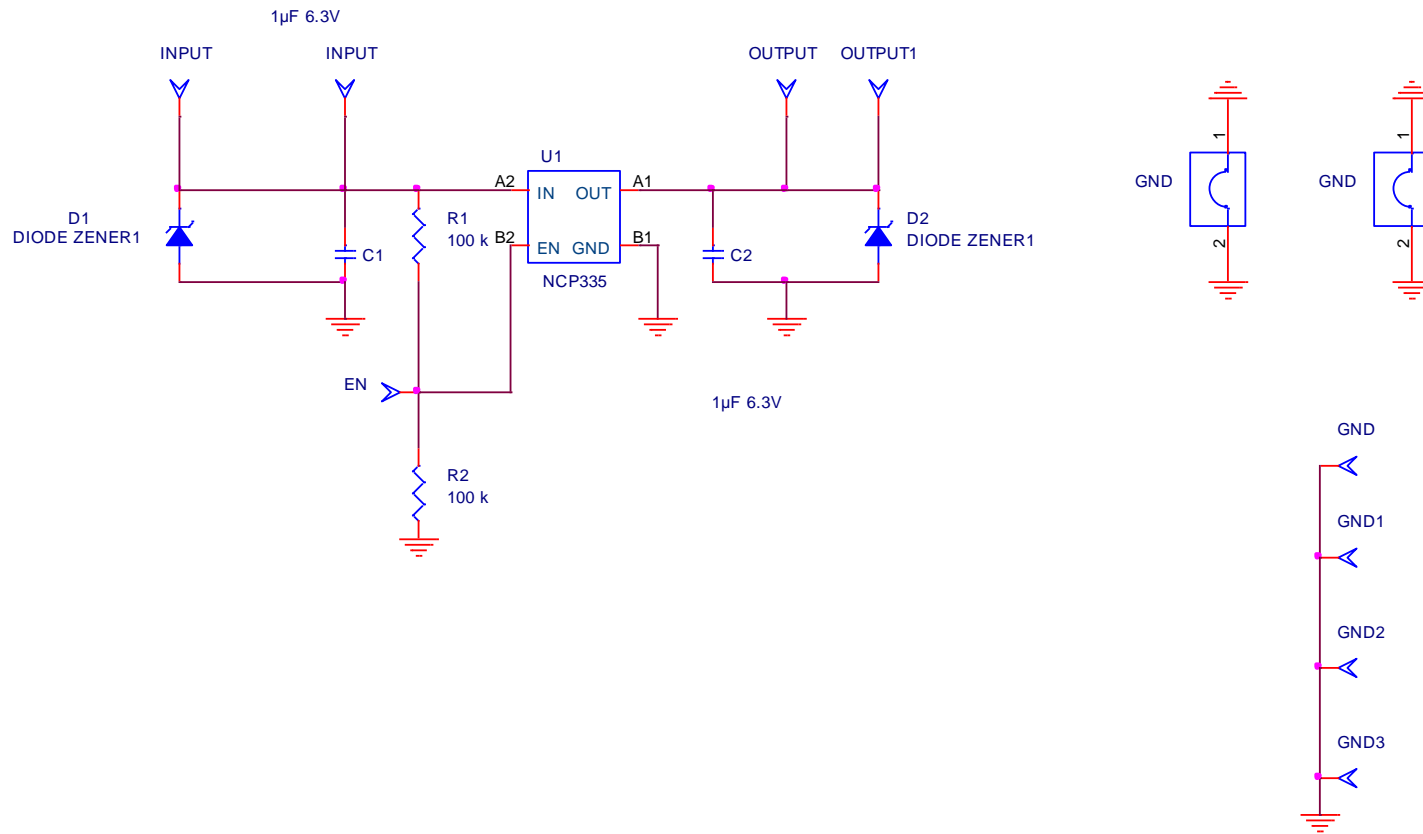 1µF 6.3V
INPUT
INPUT
OUTPUT
OUTPUT1
U1
A2
IN
OUT
A1
B2
EN
GND
B1
NCP335
D1
DIODE ZENER1
C1
R1
100 k
C2
D2
DIODE ZENER1
GND
1
2
GND
1
2
EN
1µF 6.3V
R2
100 k
GND
GND1
GND2
GND3